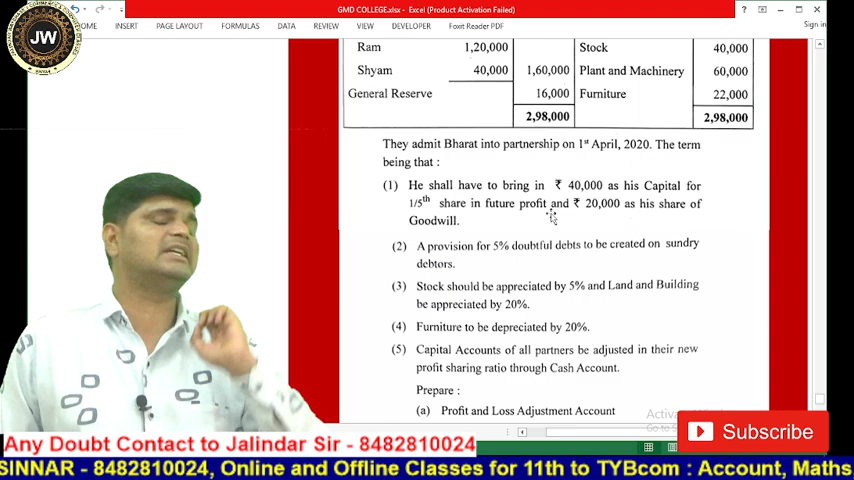 GMD COLLEGE.xlsx - Excel (Product Activation Failed)
Sign in
HOME INSERT PAGE LAYOUT FORMULAS DATA REVIEW VIEW DEVELOPER Foxit Reader PDF
JW
Ram 1,20,000 Stock 40,000
Shyam 40,000 1,60,000 Plant and Machinery 60,000
General Reserve 16,000 Furniture 22,000
2,98,000 2,98,000
They admit Bharat into partnership on 1st April, 2020. The term
being that :
(1) He shall have to bring in ₹ 40,000 as his Capital for
1/5th share in future profit and ₹ 20,000 as his share of
Goodwill.
(2) A provision for 5% doubtful debts to be created on sundry
debtors.
(3) Stock should be appreciated by 5% and Land and Building
be appreciated by 20%.
(4) Furniture to be depreciated by 20%.
(5) Capital Accounts of all partners be adjusted in their new
profit sharing ratio through Cash Account.
Prepare :
(a) Profit and Loss Adjustment Account
Subscribe
Any Doubt Contact to Jalindar Sir - 8482810024
SINNAR - 8482810024, Online and Offline Classes for 11th to TYBcom : Account, Maths